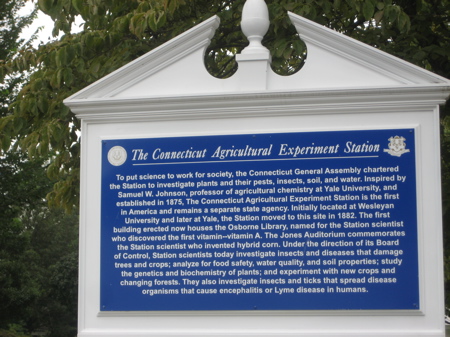 The Connecticut Agricultural Experiment Station
To put science to work for society, the Connecticut General Assembly chartered
the Station to investigate plants and their pests, insects, soil, and water. Inspired by
Samuel W. Johnson, professor of agricultural chemistry at Yale University, and
established in 1875, The Connecticut Agricultural Experiment Station is the first
in America and remains a separate state agency. Initially located at Wesleyan
University and later at Yale, the Station moved to this site in 1882. The first
building erected now houses the Osborne Library, named for the Station scientist
who discovered the first vitamin–vitamin A. The Jones Auditorium commemorates
the Station scientist who invented hybrid corn. Under the direction of its Board
of Control, Station scientists today investigate insects and diseases that damage
trees and crops; analyze for food safety, water quality, and soil properties; study
the genetics and biochemistry of plants; and experiment with new crops and
changing forests. They also investigate insects and ticks that spread disease
organisms that cause encephalitis or Lyme disease in humans.